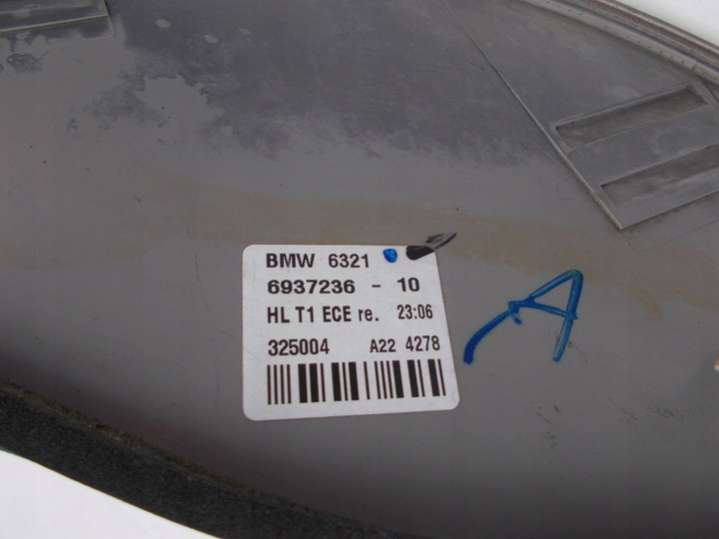 BMW 6321
6937236 - 10
HL T1 ECE re. 23:06
325004 A22 4278
A